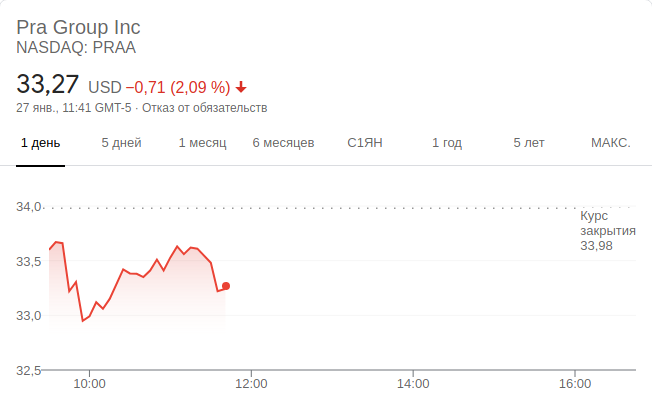 Pra Group Inc
NASDAQ: PRAA
33,27 USD −0,71 (2,09 %)
27 янв., 11:41 GMT-5 · Отказ от обязательств
1 день 5 дней 1 месяц 6 месяцев С1ЯН 1 год 5 лет МАКС.
34,0
Курс
закрытия
33,98
33,5
33,0
32,5
10:00 12:00 14:00 16:00